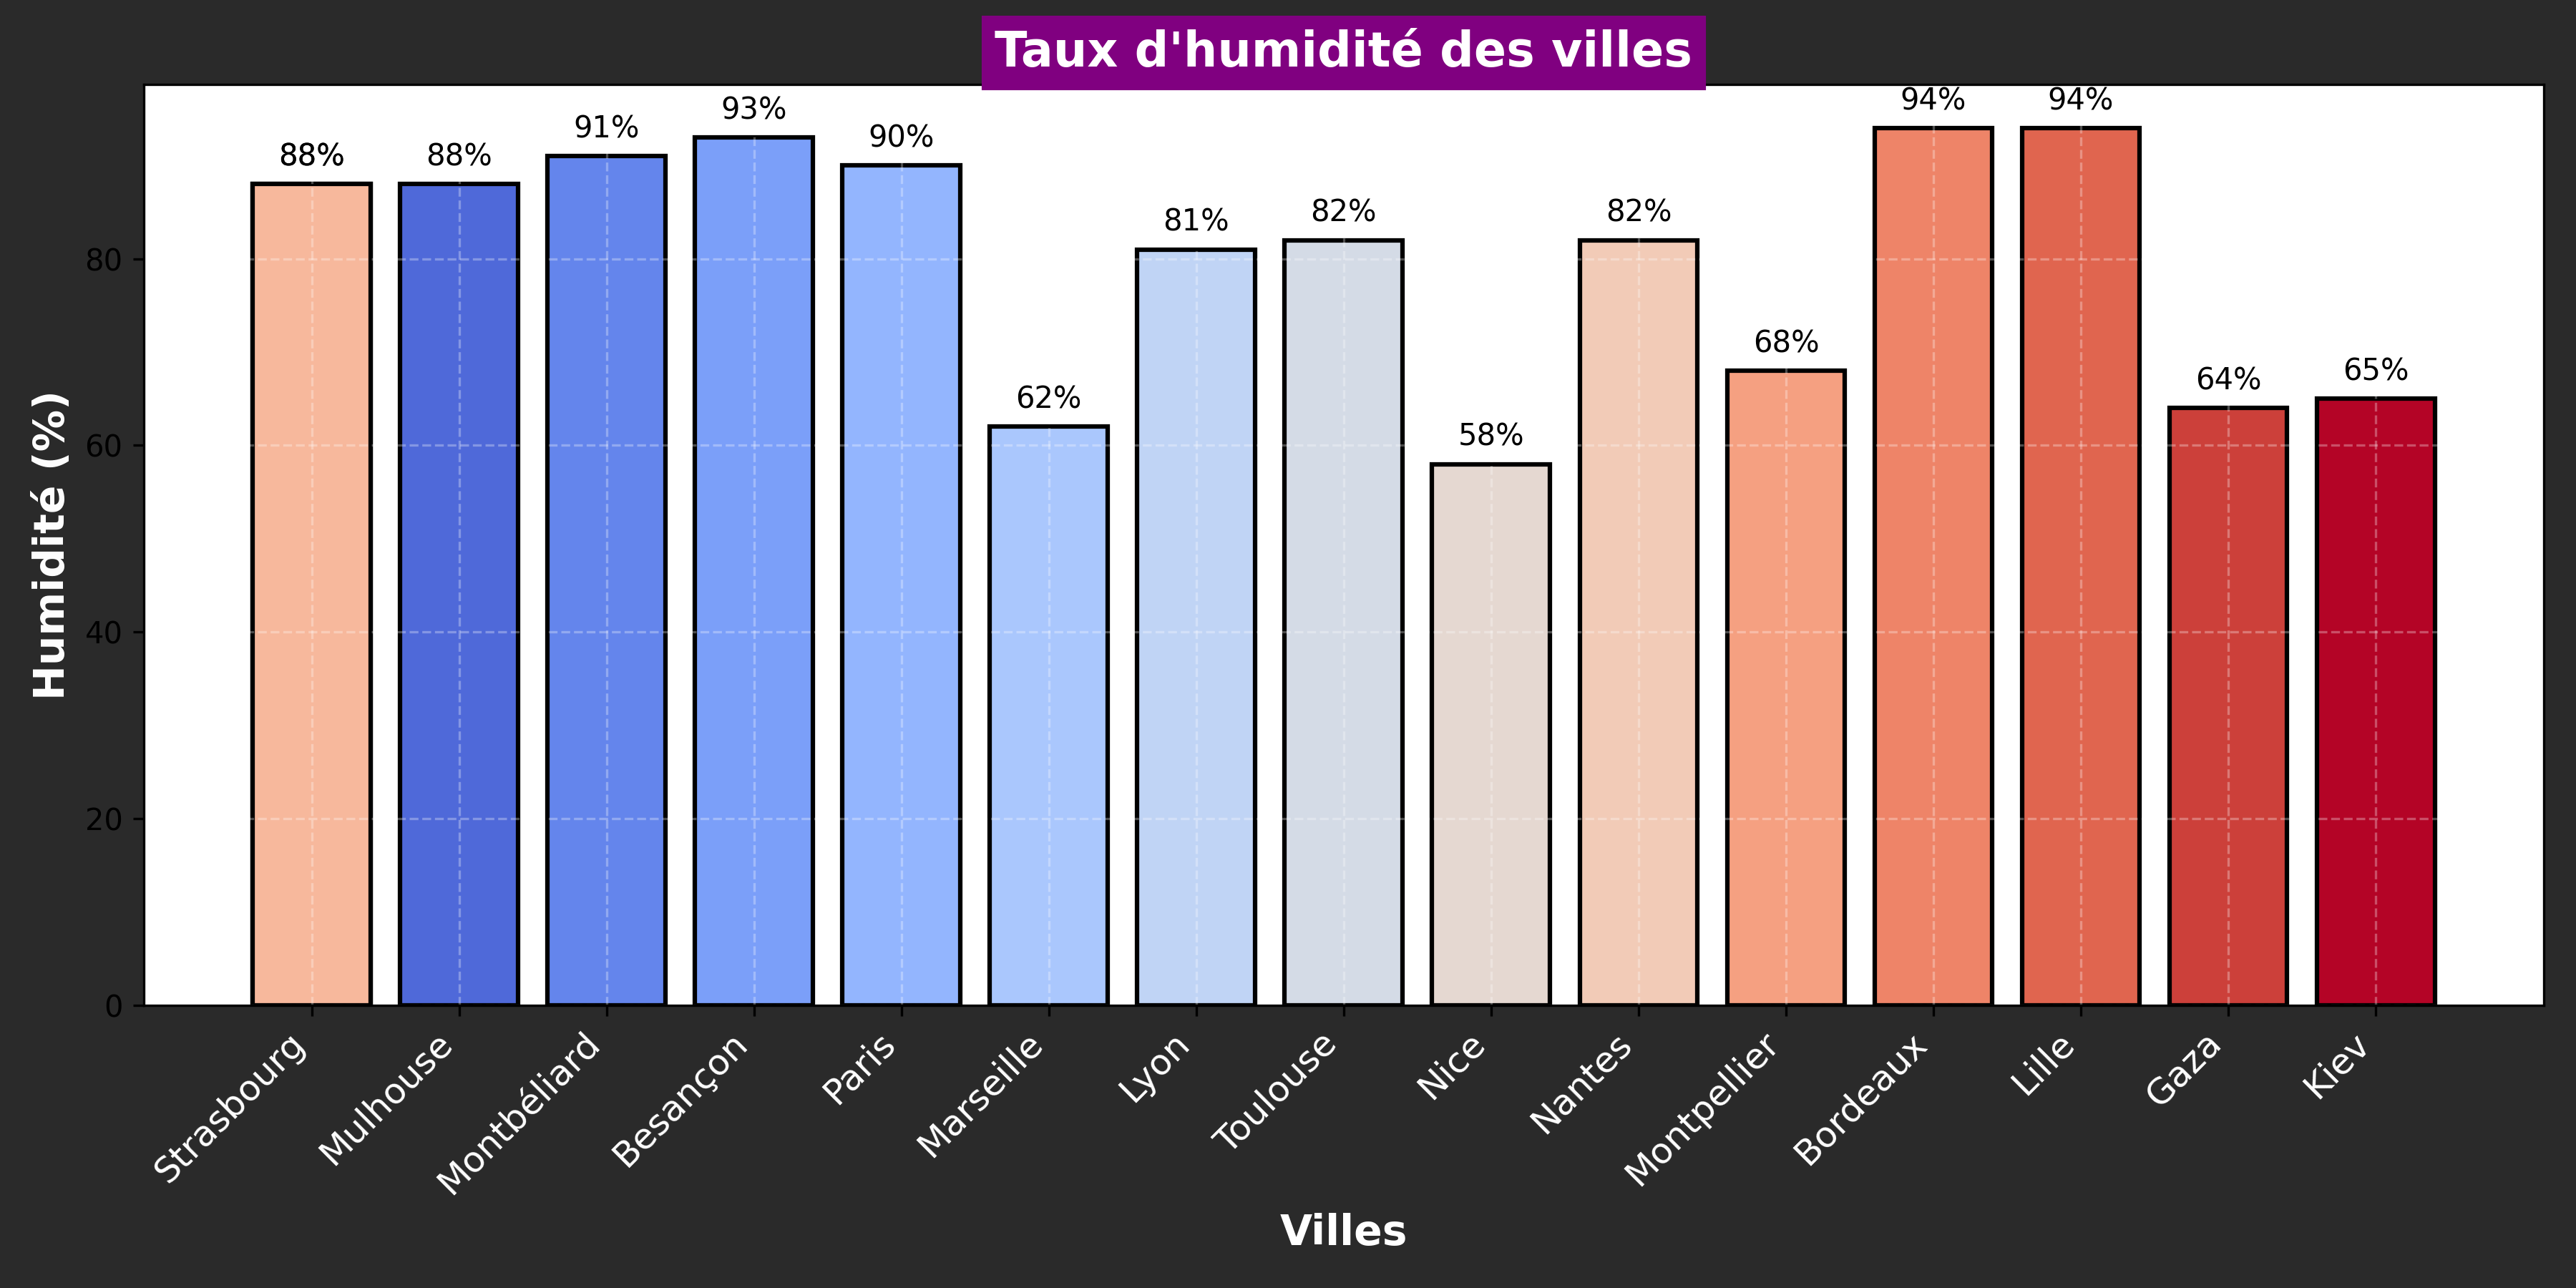 Taux d'humidité des villes
Humidité (%)
80
60
40
20
0
88%
88%
91%
93%
90%
62%
81%
82%
58%
82%
68%
94%
94%
64%
65%
Strasbourg
Mulhouse
Montbéliard
Besançon
Paris
Marseille
Lyon
Toulouse
Nice
Nantes
Montpellier
Bordeaux
Lille
Gaza
Kiev
Villes